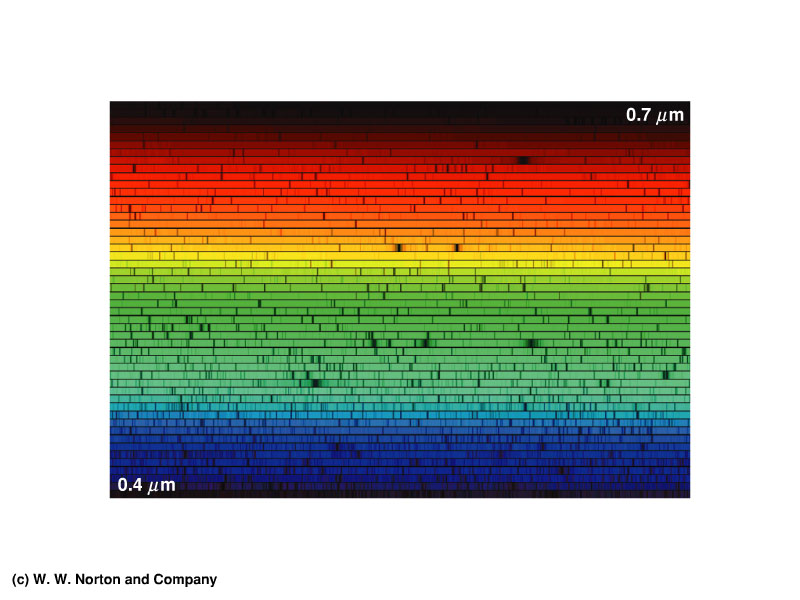 0.7 μm
0.4 μm
(c) W. W. Norton and Company